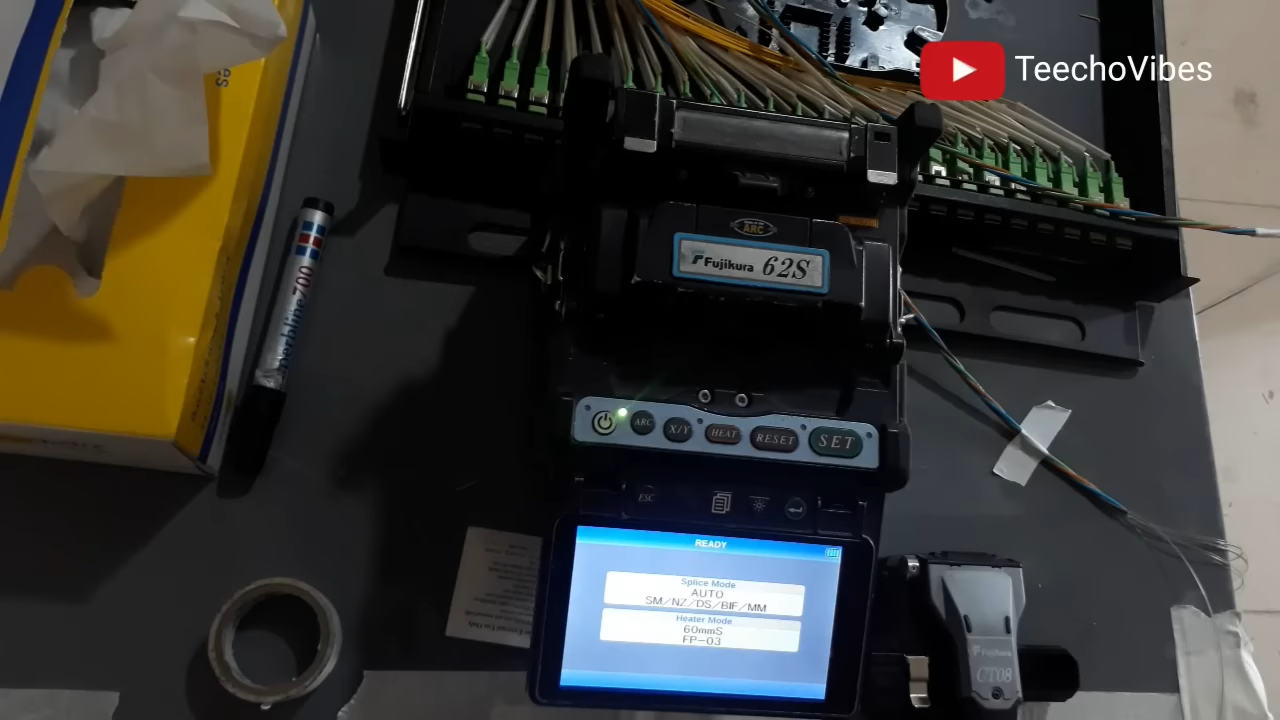 TeechoVibes
ARC
Fujikura 62S
700
ARC X/Y HEAT RESET SET
ESC
READY
Splice Mode
AUTO
SM/NZ/DS/BIF/MM
Heater Mode
60mmS
FP-03
Fujikura
CT08